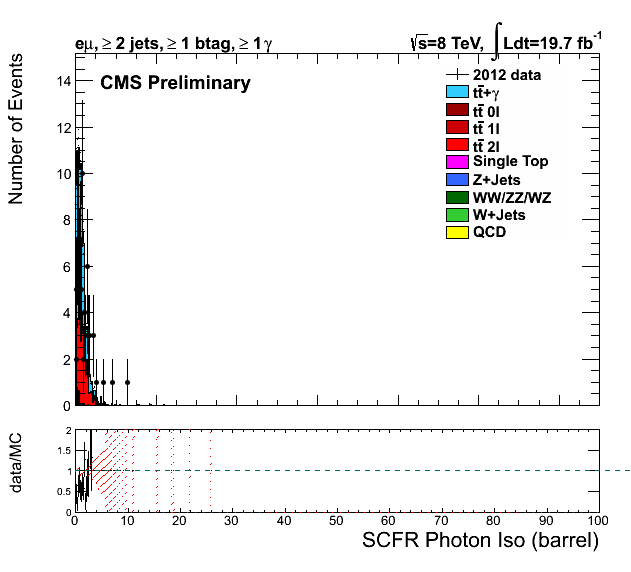 eμ, ≥ 2 jets, ≥ 1 btag, ≥ 1γ
√s=8 TeV, ∫Ldt=19.7 fb⁻¹
CMS Preliminary
2012 data
tt̄+γ
tt̄ 0l
tt̄ 1l
tt̄ 2l
Single Top
Z+Jets
WW/ZZ/WZ
W+Jets
QCD
Number of Events
14
12
10
8
6
4
2
0
data/MC
2
1.5
1
0.5
0
0 10 20 30 40 50 60 70 80 90 100
SCFR Photon Iso (barrel)